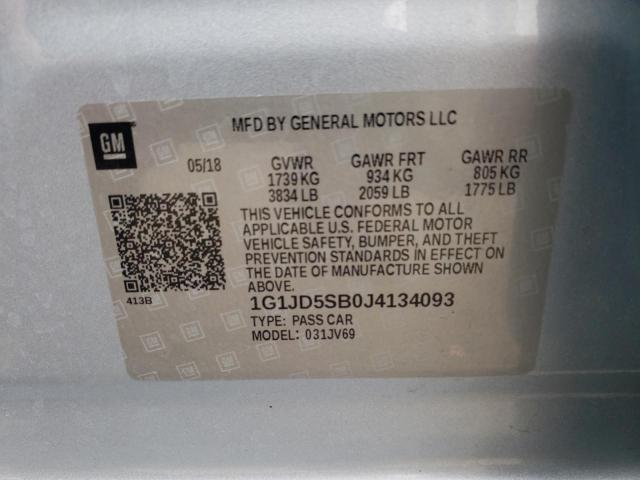 GM
MFD BY GENERAL MOTORS LLC
05/18 GVWR GAWR FRT GAWR RR
1739 KG 934 KG 805 KG
3834 LB 2059 LB 1775 LB
THIS VEHICLE CONFORMS TO ALL
APPLICABLE U.S. FEDERAL MOTOR
VEHICLE SAFETY, BUMPER, AND THEFT
PREVENTION STANDARDS IN EFFECT ON
THE DATE OF MANUFACTURE SHOWN
ABOVE.
413B
1G1JD5SB0J4134093
TYPE: PASS CAR
MODEL: 031JV69